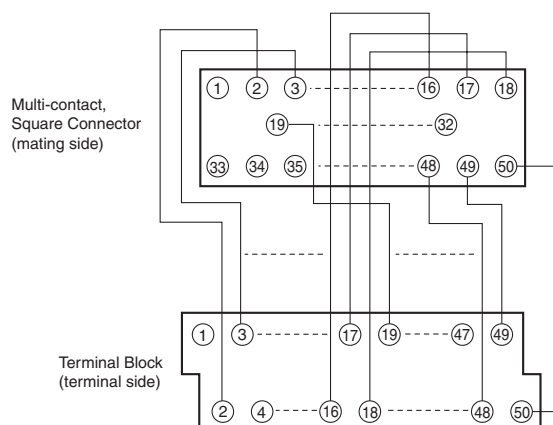 1 2 3 16 17 18
Multi-contact,
Square Connector
(mating side)
19 32
33 34 35 48 49 50
1 3 17 19 47 49
Terminal Block
(terminal side)
2 4 16 18 48 50